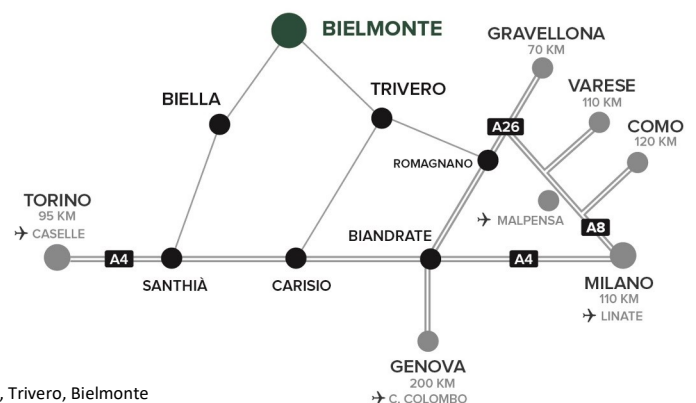 BIELMONTE
GRAVELLONA
70 KM
VARESE
110 KM
TRIVERO
BIELLA
COMO
120 KM
A26
ROMAGNANO
TORINO
95 KM
CASELLE
MALPENSA
A8
BIANDRATE
A4
A4
SANTHIÀ
CARISIO
MILANO
110 KM
LINATE
GENOVA
200 KM
C. COLOMBO
, Trivero, Bielmonte